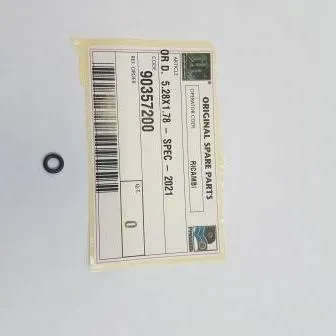 ORIGINAL SPARE PARTS
OPERATOR CODE
RICAMBI
ARTICLE
OR D. 5.28X1.78 - SPEC - 2021
CODE
90357200
REF. ORDER
Q.T.
0